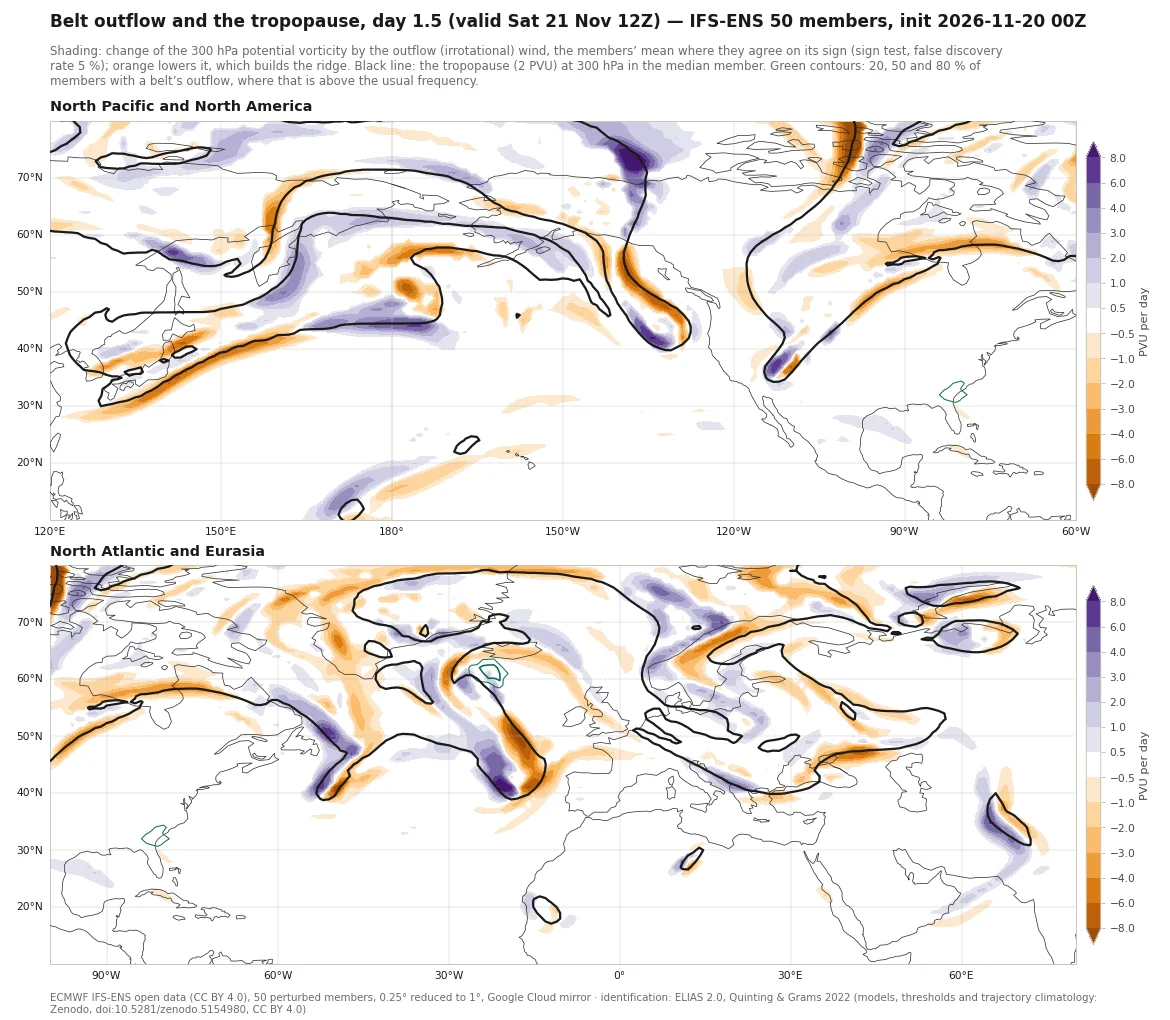 Belt outflow and the tropopause, day 1.5 (valid Sat 21 Nov 12Z) — IFS-ENS 50 members, init 2026-11-20 00Z
Shading: change of the 300 hPa potential vorticity by the outflow (irrotational) wind, the members’ mean where they agree on its sign (sign test, false discovery
rate 5 %); orange lowers it, which builds the ridge. Black line: the tropopause (2 PVU) at 300 hPa in the median member. Green contours: 20, 50 and 80 % of
members with a belt’s outflow, where that is above the usual frequency.
North Pacific and North America
70°N
60°N
50°N
40°N
30°N
20°N
120°E
150°E
180°
150°W
120°W
90°W
60°W
8.0
6.0
4.0
3.0
2.0
1.0
0.5
−0.5
−1.0
−2.0
−3.0
−4.0
−6.0
−8.0
PVU per day
North Atlantic and Eurasia
70°N
60°N
50°N
40°N
30°N
20°N
90°W
60°W
30°W
0°
30°E
60°E
8.0
6.0
4.0
3.0
2.0
1.0
0.5
−0.5
−1.0
−2.0
−3.0
−4.0
−6.0
−8.0
PVU per day
ECMWF IFS-ENS open data (CC BY 4.0), 50 perturbed members, 0.25° reduced to 1°, Google Cloud mirror · identification: ELIAS 2.0, Quinting & Grams 2022 (models, thresholds and trajectory climatology:
Zenodo, doi:10.5281/zenodo.5154980, CC BY 4.0)